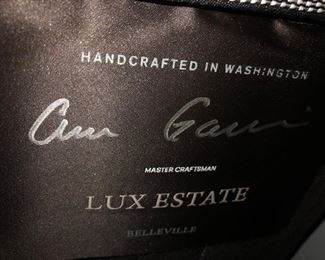 HANDCRAFTED IN WASHINGTON
MASTER CRAFTSMAN
LUX ESTATE
BELLEVILLE